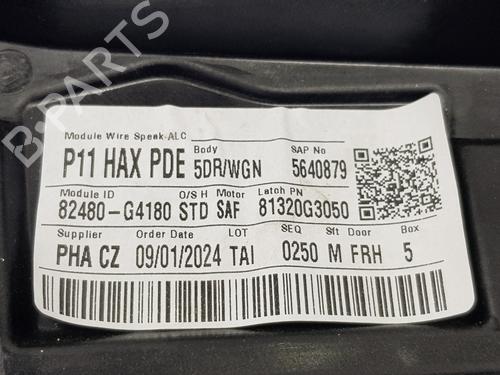 Module Wire Speak-ALC Body SAP No
P11 HAX PDE 5DR/WGN 5640879
Module ID O/S H Motor Latch PN
82480-G4180 STD SAF 81320G3050
Supplier Order Date LOT SEQ Sft Door Box
PHA CZ 09/01/2024 TAI 0250 M FRH 5
B-PARTS